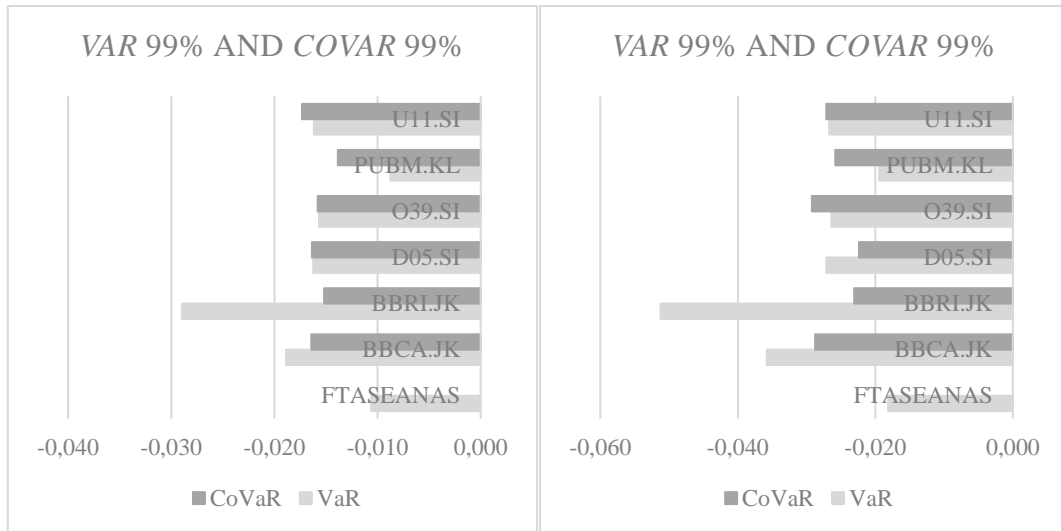 VAR 99% AND COVAR 99%
U11.SI
PUBM.KL
O39.SI
D05.SI
BBRI.JK
BBCA.JK
FTASEANAS
-0,040 -0,030 -0,020 -0,010 0,000
CoVaR VaR
VAR 99% AND COVAR 99%
U11.SI
PUBM.KL
O39.SI
D05.SI
BBRI.JK
BBCA.JK
FTASEANAS
-0,060 -0,040 -0,020 0,000
CoVaR VaR